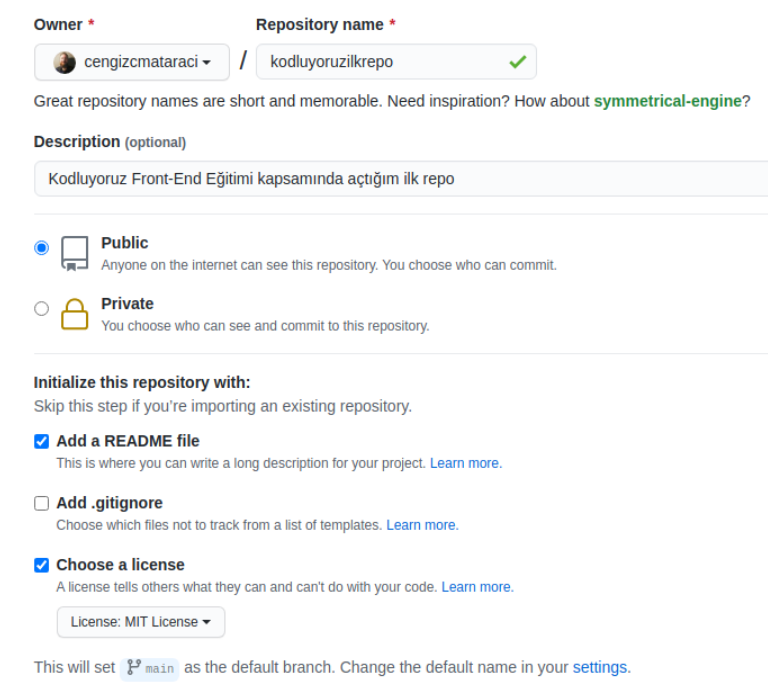 Owner * Repository name *
cengizcmataraci / kodluyoruzilkrepo
Great repository names are short and memorable. Need inspiration? How about symmetrical-engine?
Description (optional)
Kodluyoruz Front-End Eğitimi kapsamında açtığım ilk repo
Public
Anyone on the internet can see this repository. You choose who can commit.
Private
You choose who can see and commit to this repository.
Initialize this repository with:
Skip this step if you’re importing an existing repository.
Add a README file
This is where you can write a long description for your project. Learn more.
Add .gitignore
Choose which files not to track from a list of templates. Learn more.
Choose a license
A license tells others what they can and can't do with your code. Learn more.
License: MIT License
This will set main as the default branch. Change the default name in your settings.